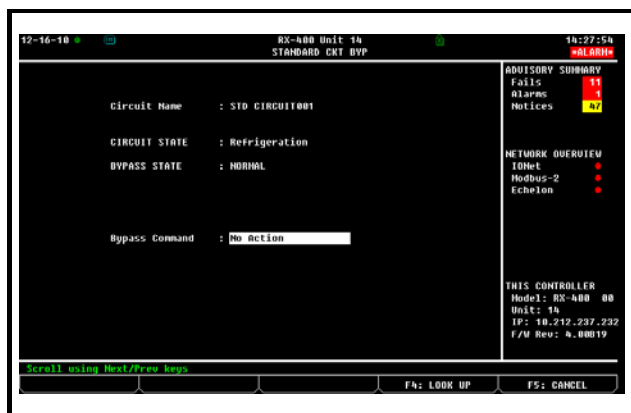 12-16-10
RX-400 Unit 14
14:27:54
STANDARD CKT BYP
*ALARM*
ADVISORY SUMMARY
Fails 11
Alarms 1
Notices 47
Circuit Name : STD CIRCUIT001
CIRCUIT STATE : Refrigeration
BYPASS STATE : NORMAL
NETWORK OVERVIEW
IONet
Modbus-2
Echelon
Bypass Command : No Action
THIS CONTROLLER
Model: RX-400 00
Unit: 14
IP: 10.212.237.232
F/W Rev: 4.00B19
Scroll using Next/Prev keys
F4: LOOK UP
F5: CANCEL